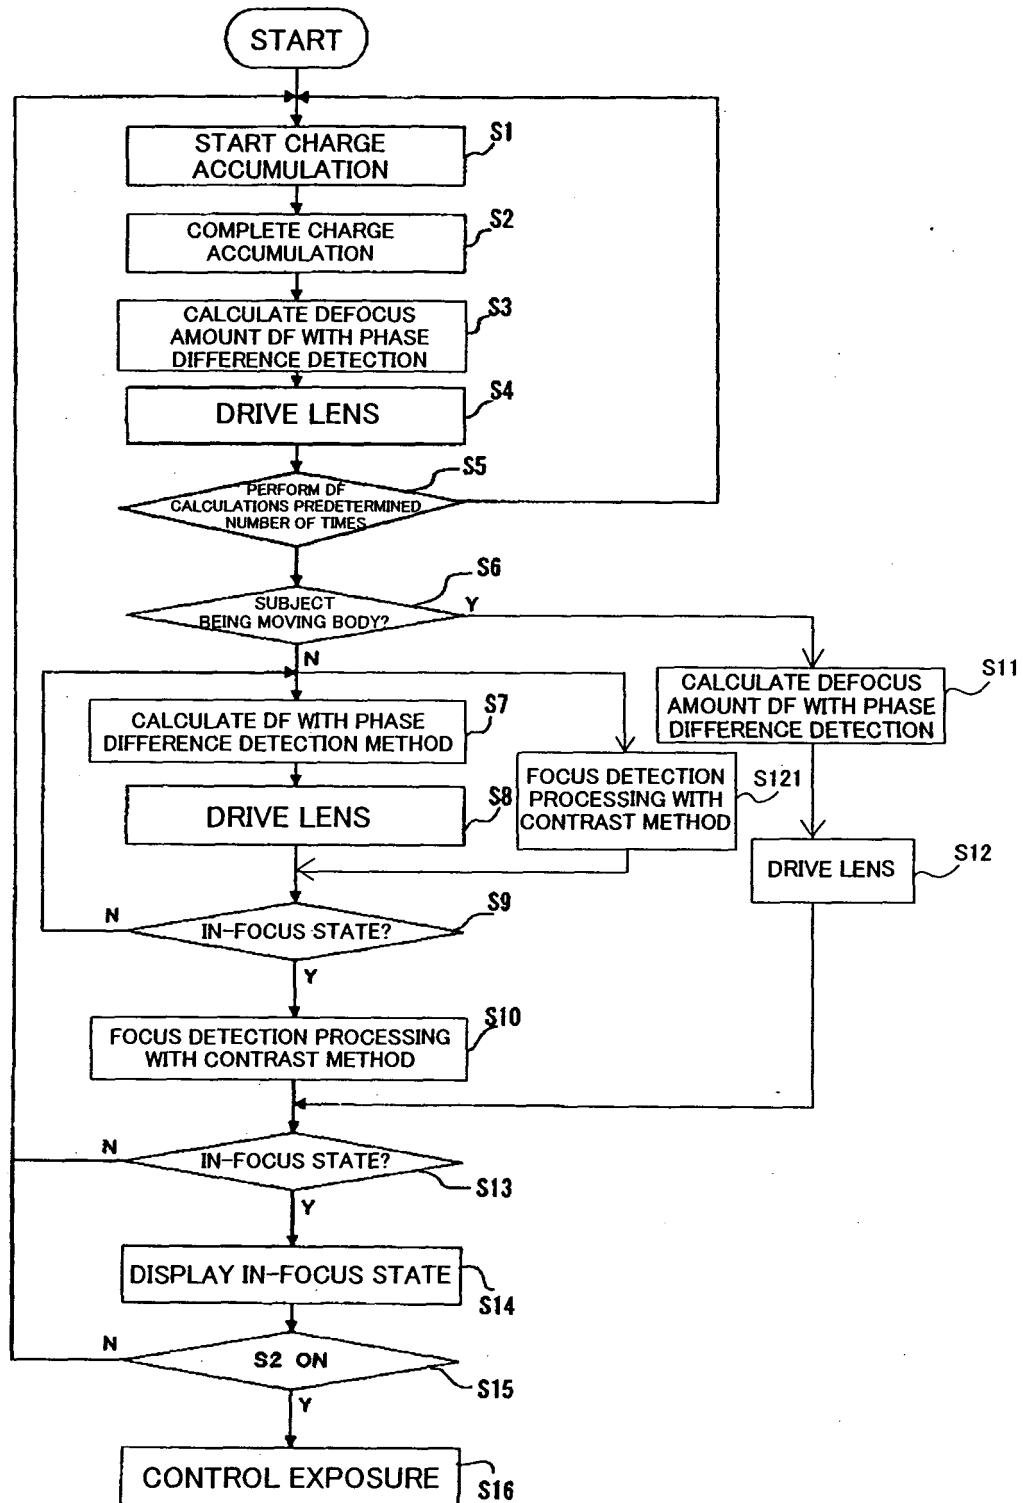 START
START CHARGE
ACCUMULATION
S1
COMPLETE CHARGE
ACCUMULATION
S2
CALCULATE DEFOCUS
AMOUNT DF WITH PHASE
DIFFERENCE DETECTION
S3
DRIVE LENS
S4
PERFORM DF
CALCULATIONS PREDETERMINED
NUMBER OF TIMES
S5
SUBJECT
BEING MOVING BODY?
S6
Y
N
CALCULATE DF WITH PHASE
DIFFERENCE DETECTION METHOD
S7
DRIVE LENS
S8
FOCUS DETECTION
PROCESSING WITH
CONTRAST METHOD
S121
CALCULATE DEFOCUS
AMOUNT DF WITH PHASE
DIFFERENCE DETECTION
S11
DRIVE LENS
S12
IN-FOCUS STATE?
S9
N
Y
FOCUS DETECTION PROCESSING
WITH CONTRAST METHOD
S10
IN-FOCUS STATE?
S13
N
Y
DISPLAY IN-FOCUS STATE
S14
S2 ON
S15
N
Y
CONTROL EXPOSURE
S16